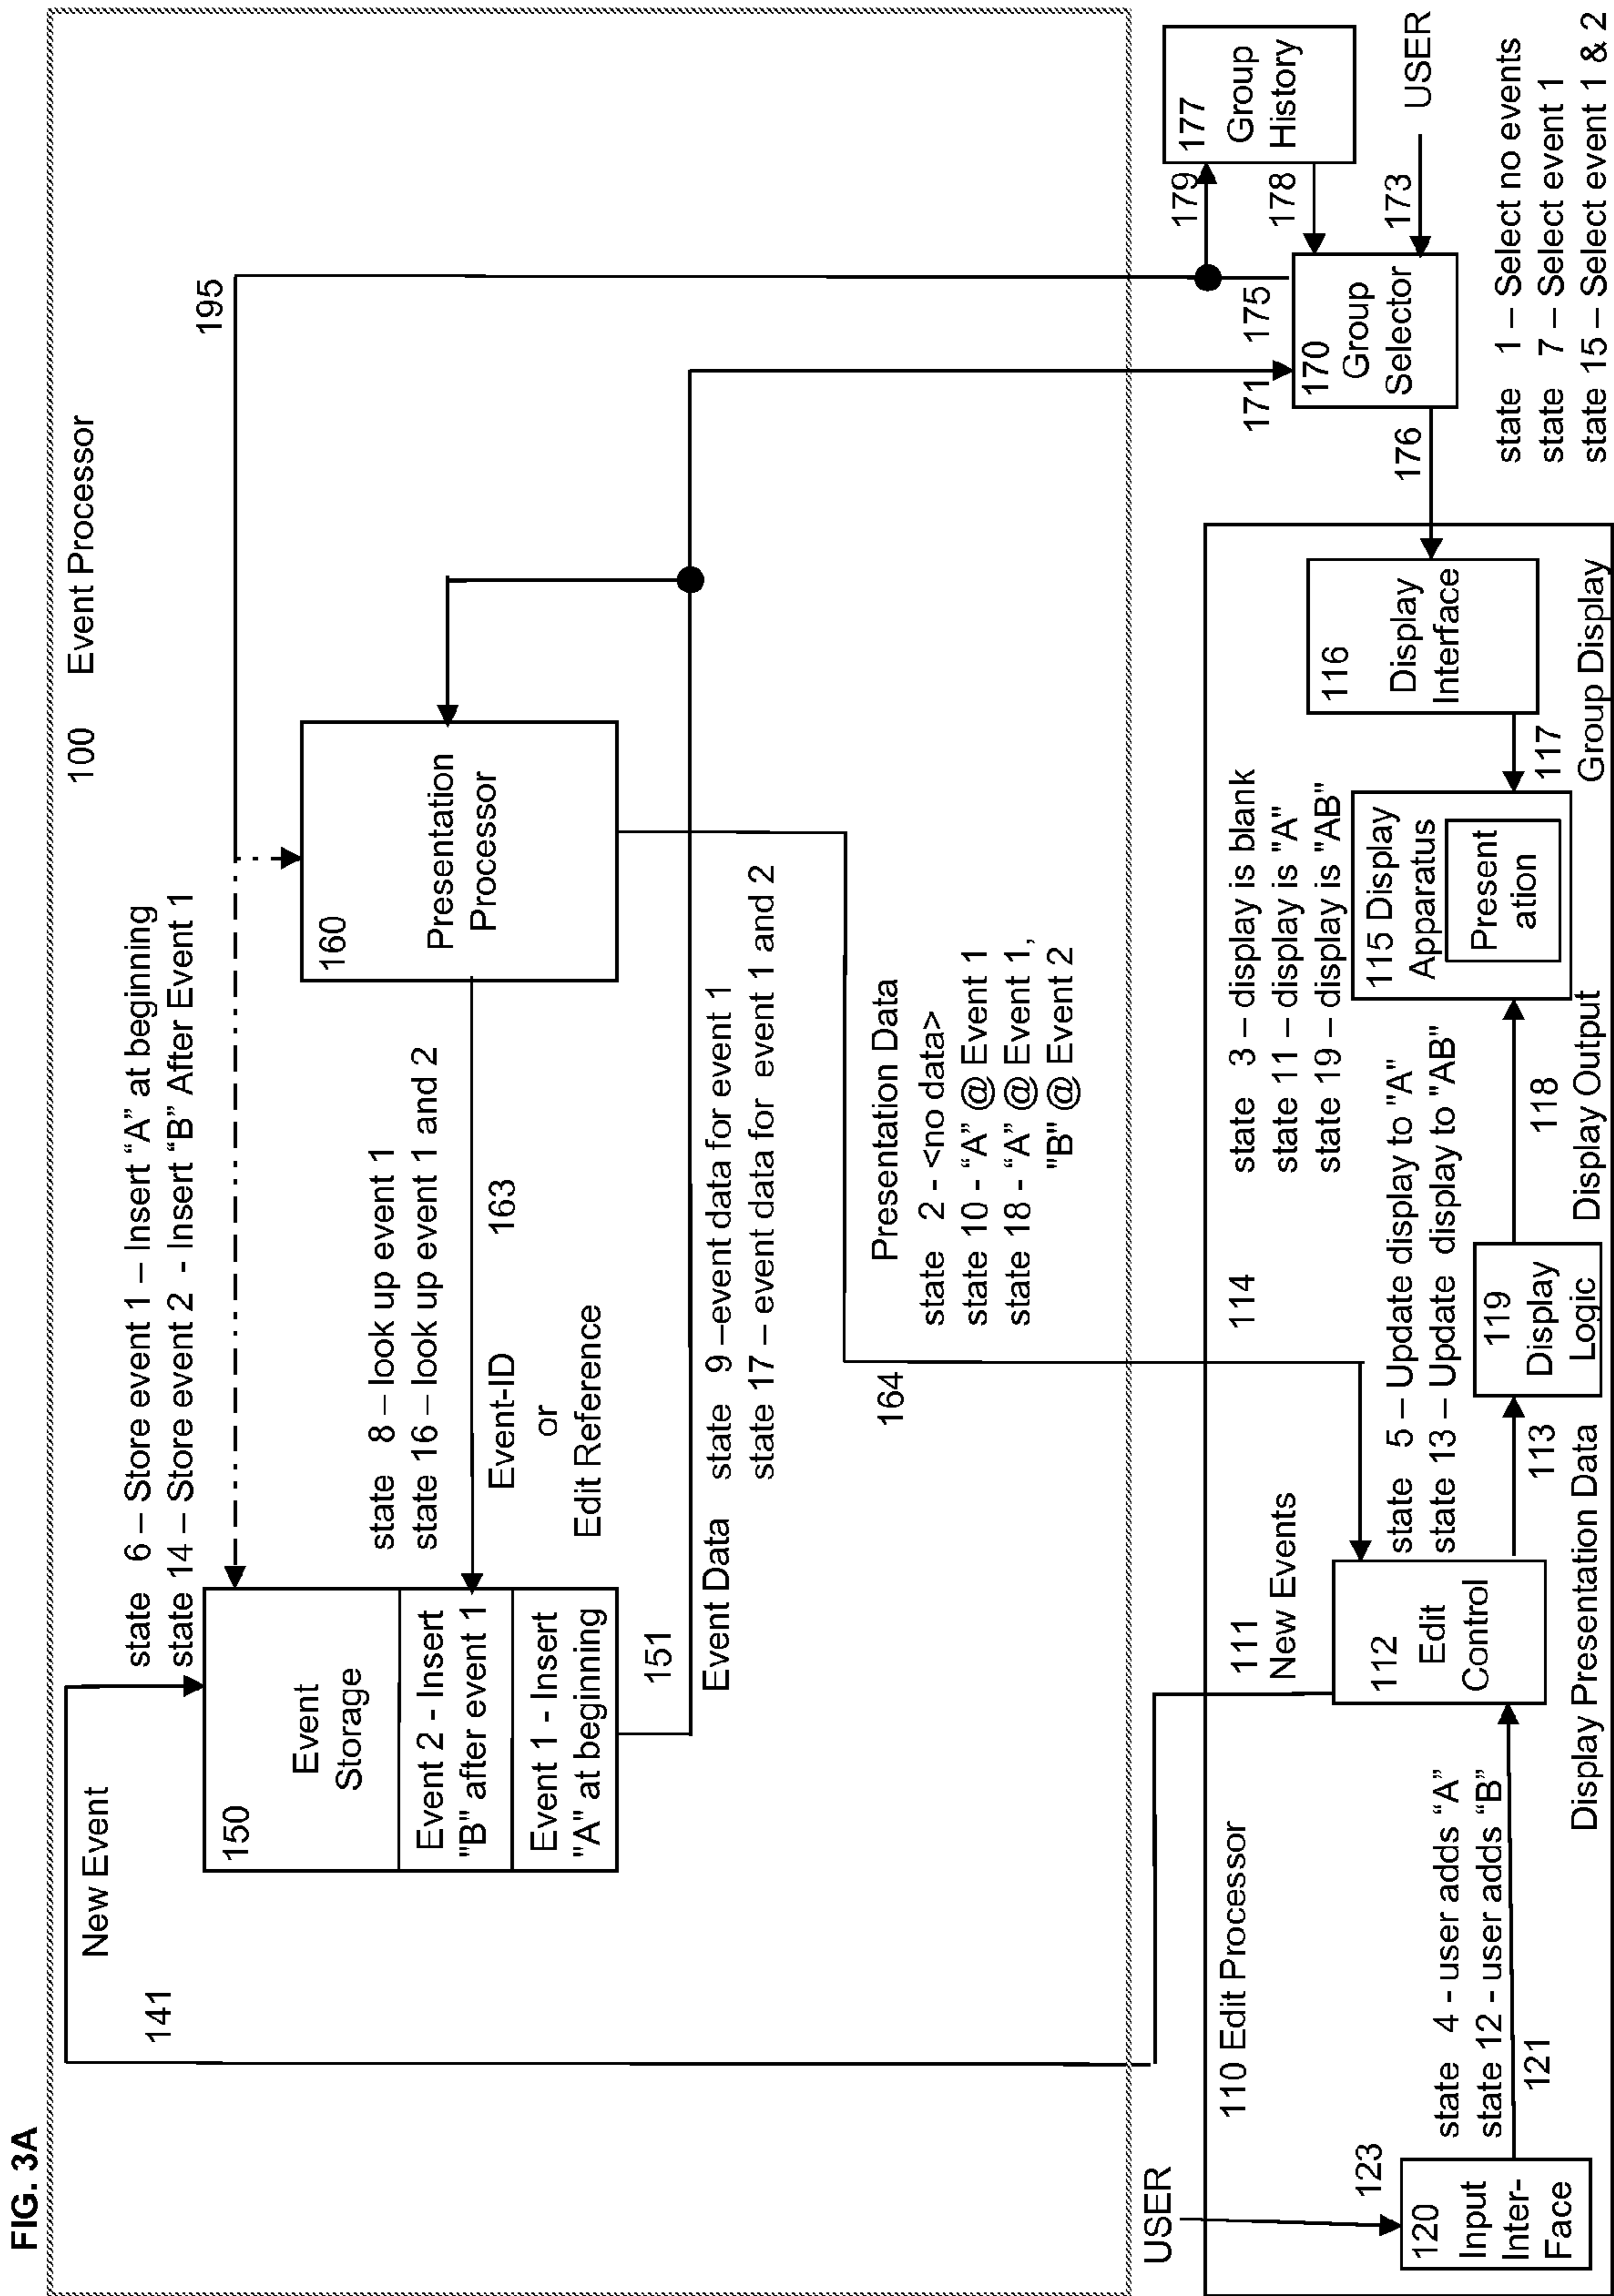 FIG. 3A
100 Event Processor
New Event
141
state 6 – Store event 1 – Insert “A” at beginning
state 14 – Store event 2 - Insert “B” After Event 1
195
150
Event
Storage
Event 2 - Insert
"B" after event 1
Event 1 - Insert
"A" at beginning
state 8 – look up event 1
state 16 – look up event 1 and 2
163
Event-ID
or
Edit Reference
160
Presentation
Processor
151
Event Data
state 9 –event data for event 1
state 17 – event data for event 1 and 2
164
Presentation Data
state 2 - <no data>
state 10 - “A” @ Event 1
state 18 - “A” @ Event 1,
"B" @ Event 2
USER
123
110 Edit Processor
111
New Events
114
120
Input
Inter-
Face
state 4 - user adds “A”
state 12 - user adds “B”
121
112
Edit
Control
state 5 – Update display to "A"
state 13 – Update display to "AB"
113
Display Presentation Data
119
Display
Logic
118
Display Output
state 3 – display is blank
state 11 – display is "A"
state 19 – display is "AB"
115 Display
Apparatus
Present
ation
117
Group Display
116
Display
Interface
176
171
175
170
Group
Selector
179
178
177
Group
History
173
USER
state 1 – Select no events
state 7 – Select event 1
state 15 – Select event 1 & 2